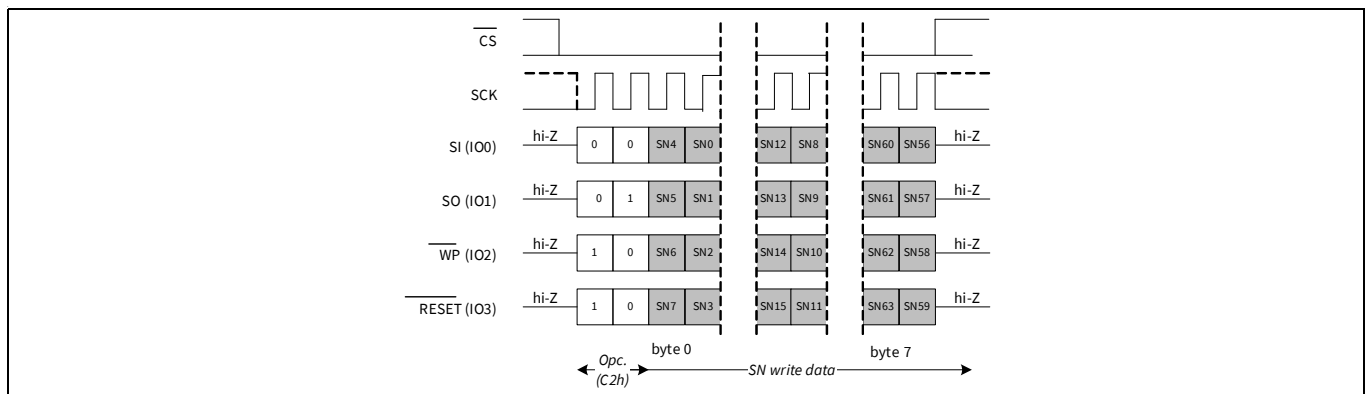 CS
SCK
SI (IO0) hi-Z 0 0 SN4 SN0 SN12 SN8 SN60 SN56 hi-Z
SO (IO1) hi-Z 0 1 SN5 SN1 SN13 SN9 SN61 SN57 hi-Z
WP (IO2) hi-Z 1 0 SN6 SN2 SN14 SN10 SN62 SN58 hi-Z
RESET (IO3) hi-Z 1 0 SN7 SN3 SN15 SN11 SN63 SN59 hi-Z
byte 0 byte 7
Opc.
(C2h) SN write data